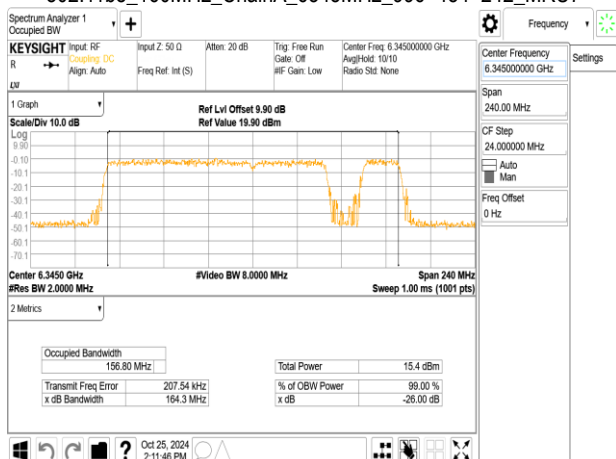 Spectrum Analyzer 1
Occupied BW
Frequency
KEYSIGHT
R
LXI
Input: RF
Coupling: DC
Align: Auto
Input Z: 50 Ω
Freq Ref: Int (S)
Atten: 20 dB
Trig: Free Run
Gate: Off
#IF Gain: Low
Center Freq: 6.345000000 GHz
Avg|Hold: 10/10
Radio Std: None
Center Frequency
6.345000000 GHz
Settings
Span
240.00 MHz
CF Step
24.000000 MHz
Auto
Man
Freq Offset
0 Hz
1 Graph
Scale/Div 10.0 dB
Ref Lvl Offset 9.90 dB
Ref Value 19.90 dBm
Log
9.90
-0.10
-10.1
-20.1
-30.1
-40.1
-50.1
-60.1
-70.1
Center 6.3450 GHz
#Video BW 8.0000 MHz
Span 240 MHz
#Res BW 2.0000 MHz
Sweep 1.00 ms (1001 pts)
2 Metrics
Occupied Bandwidth
156.80 MHz
Total Power 15.4 dBm
Transmit Freq Error 207.54 kHz
% of OBW Power 99.00 %
x dB Bandwidth 164.3 MHz
x dB -26.00 dB
Oct 25, 2024
2:11:46 PM